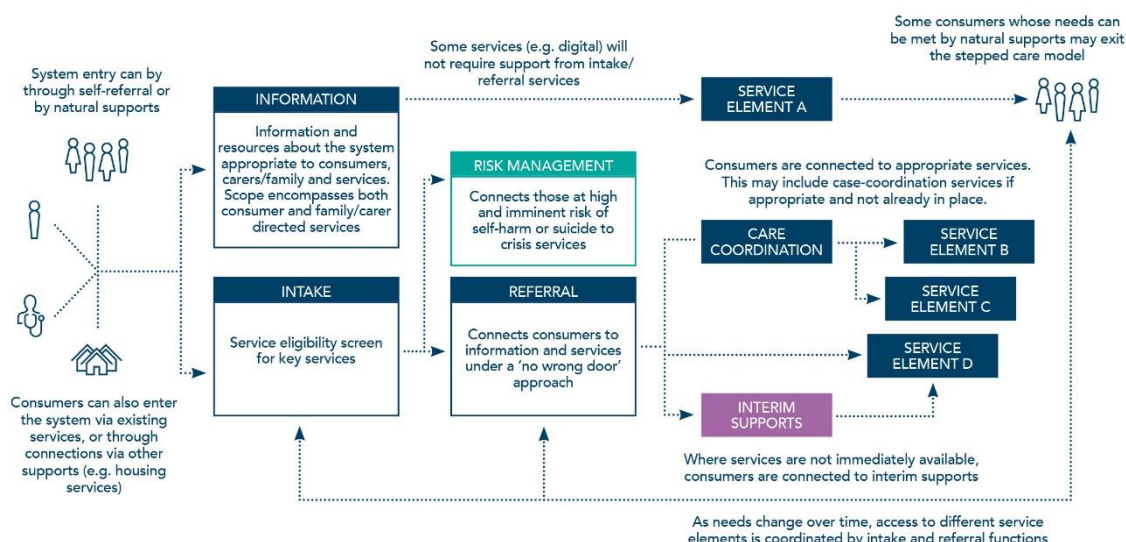 System entry can by
through self-referral or
by natural supports
Consumers can also enter
the system via existing
services, or through
connections via other
supports (e.g. housing
services)
INFORMATION
Information and
resources about the system
appropriate to consumers,
carers/family and services.
Scope encompasses both
consumer and family/carer
directed services
INTAKE
Service eligibility screen
for key services
Some services (e.g. digital) will
not require support from intake/
referral services
RISK MANAGEMENT
Connects those at high
and imminent risk of
self-harm or suicide to
crisis services
REFERRAL
Connects consumers to
information and services
under a 'no wrong door'
approach
SERVICE
ELEMENT A
Some consumers whose needs can
be met by natural supports may exit
the stepped care model
Consumers are connected to appropriate services.
This may include case-coordination services if
appropriate and not already in place.
CARE
COORDINATION
SERVICE
ELEMENT B
SERVICE
ELEMENT C
SERVICE
ELEMENT D
INTERIM
SUPPORTS
Where services are not immediately available,
consumers are connected to interim supports
As needs change over time, access to different service
elements is coordinated by intake and referral functions